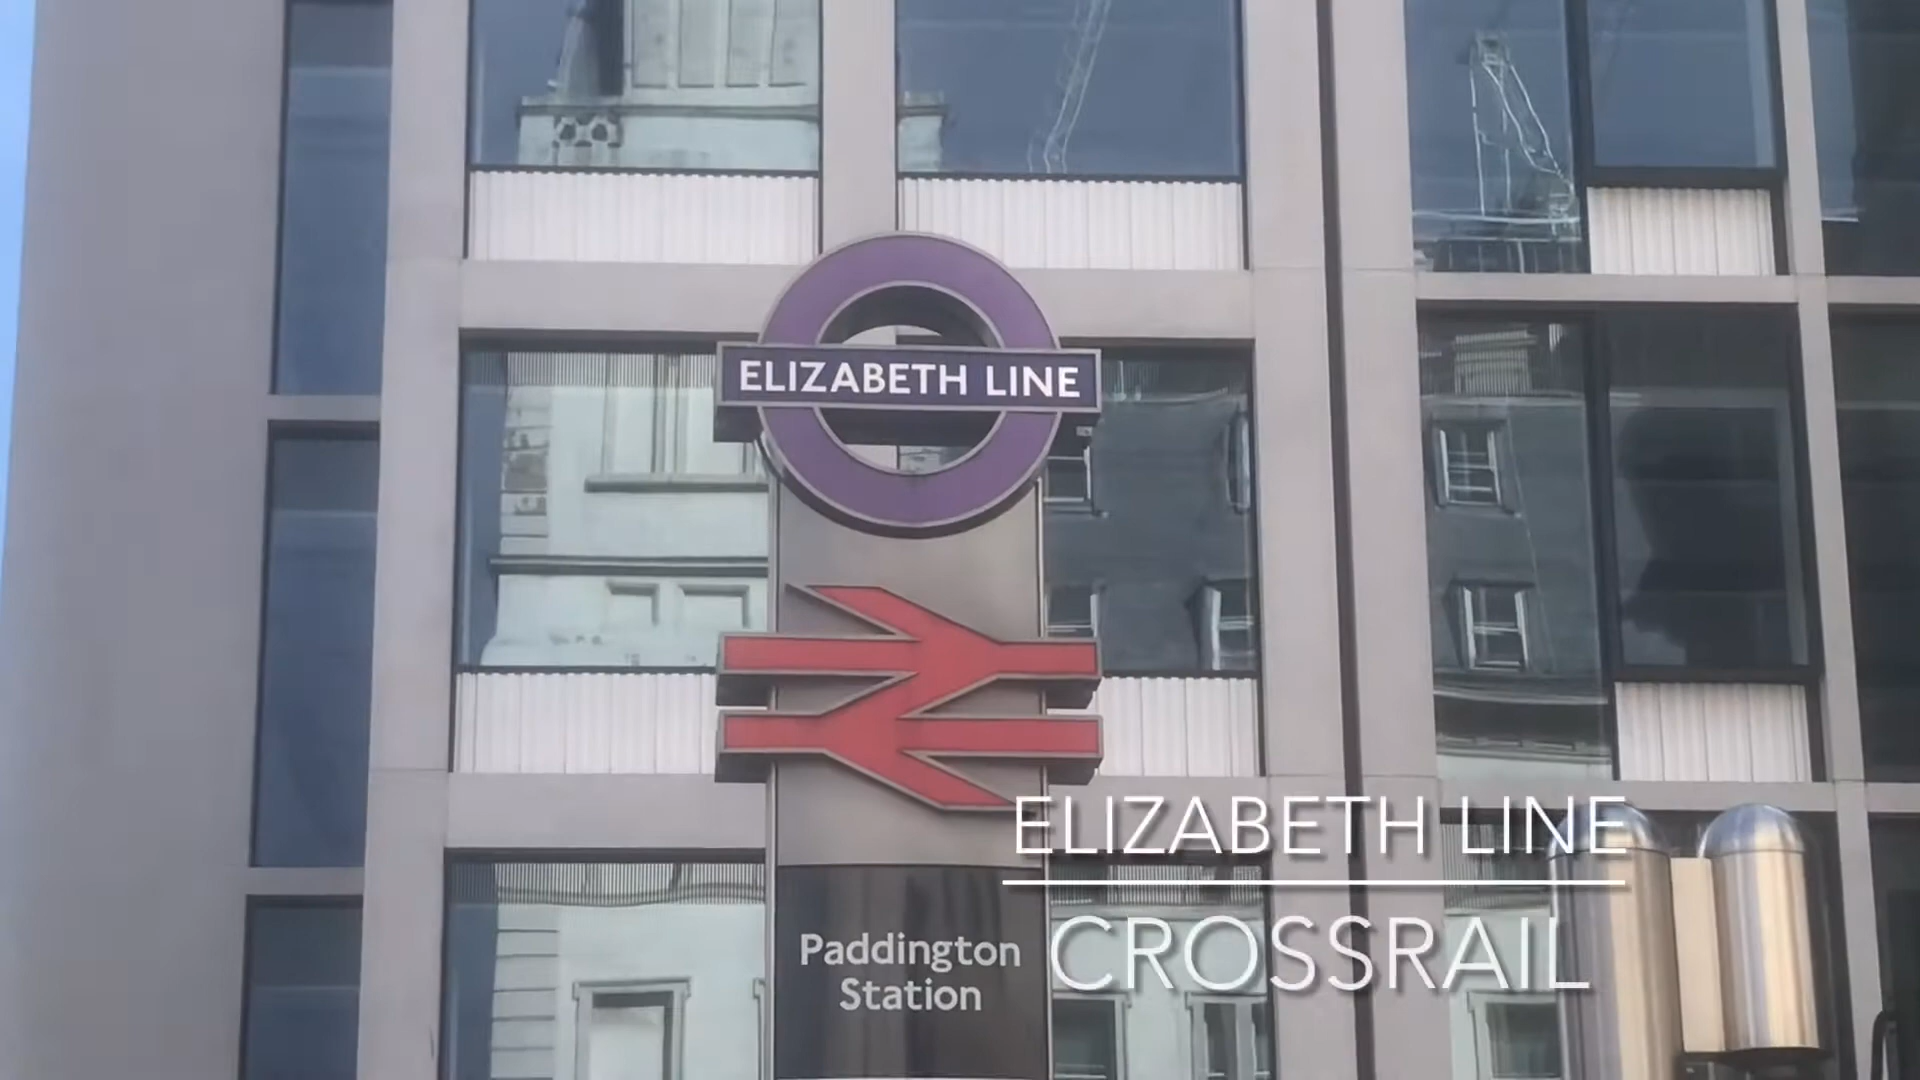 ELIZABETH LINE
ELIZABETH LINE
CROSSRAIL
Paddington
Station